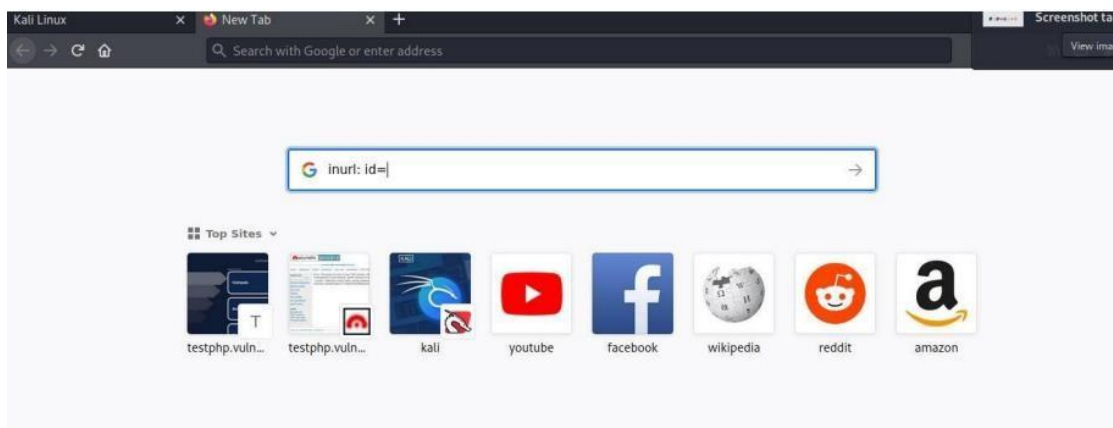 Kali Linux
New Tab
Screenshot ta
Search with Google or enter address
View ima
inurl: id=
Top Sites
KALI
T
a
testphp.vuln...
testphp.vuln...
kali
youtube
facebook
wikipedia
reddit
amazon